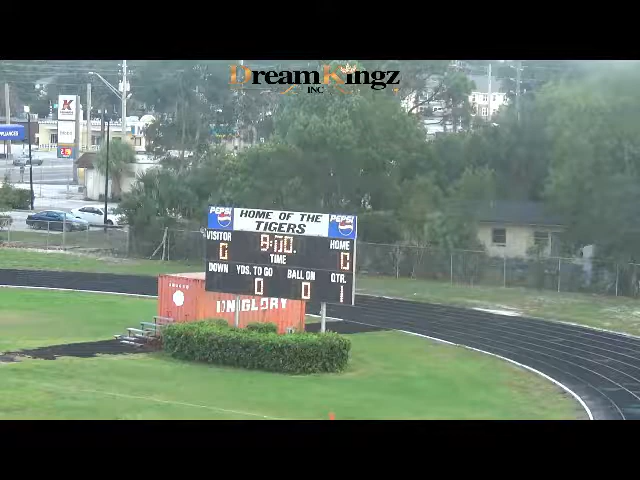 DreamKingz
INC
K
APPLIANCES
PEPSI
HOME OF THE
TIGERS
PEPSI
VISITOR
9:00
HOME
0
TIME
0
DOWN
YDS. TO GO
BALL ON
QTR.
0
0
1
IN GLORY